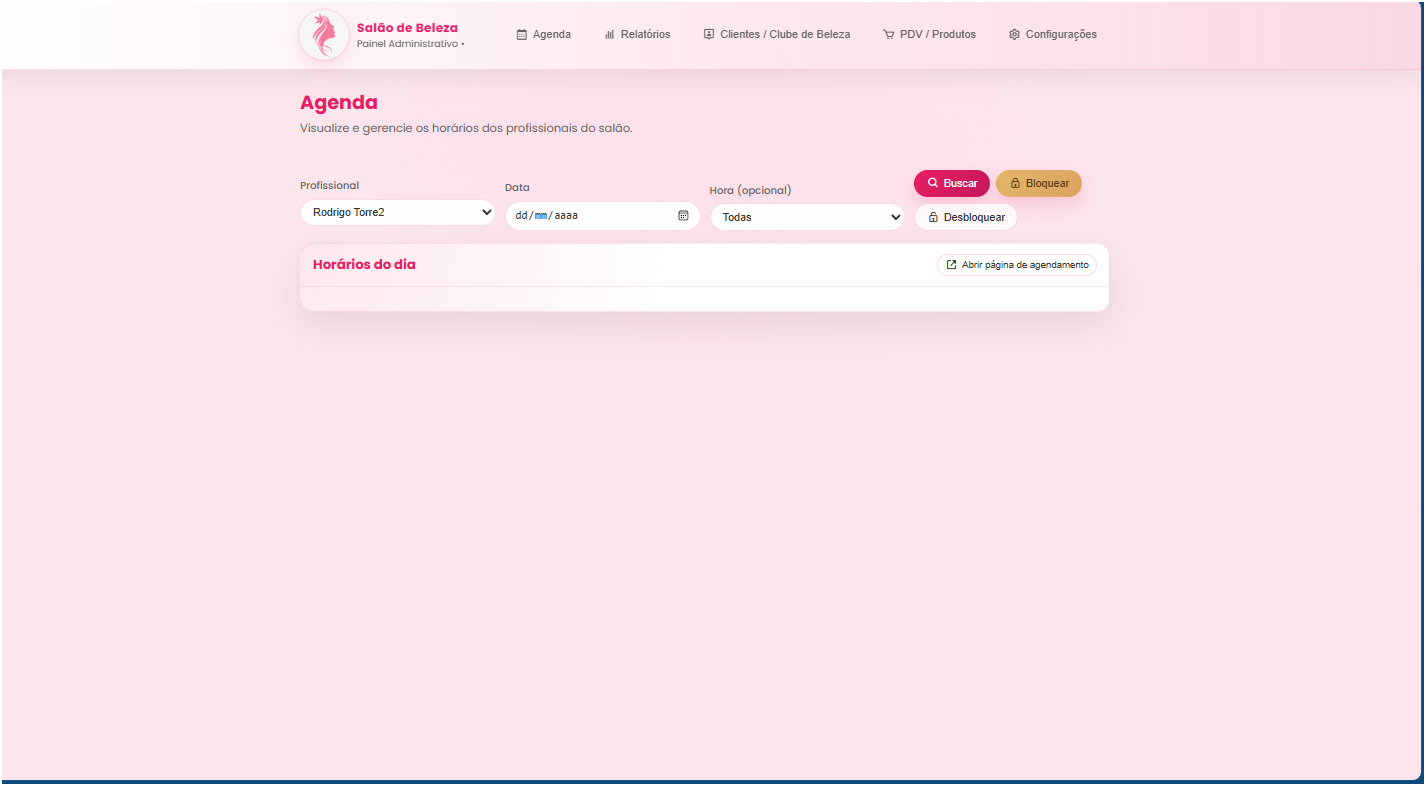 Salão de Beleza
Painel Administrativo •
Agenda
Relatórios
Clientes / Clube de Beleza
PDV / Produtos
Configurações
Agenda
Visualize e gerencie os horários dos profissionais do salão.
Profissional
Rodrigo Torre2
Data
dd/mm/aaaa
Hora (opcional)
Todas
Buscar
Bloquear
Desbloquear
Horários do dia
Abrir página de agendamento